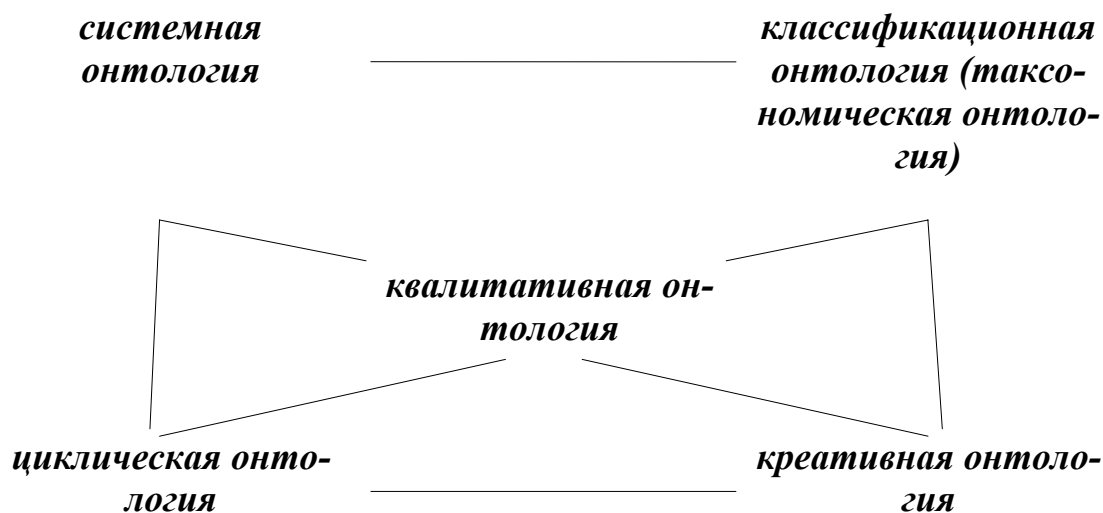 системная
онтология
классификационная
онтология (таксо-
номическая онтоло-
гия)
квалитативная он-
тология
циклическая онто-
логия
креативная онтоло-
гия